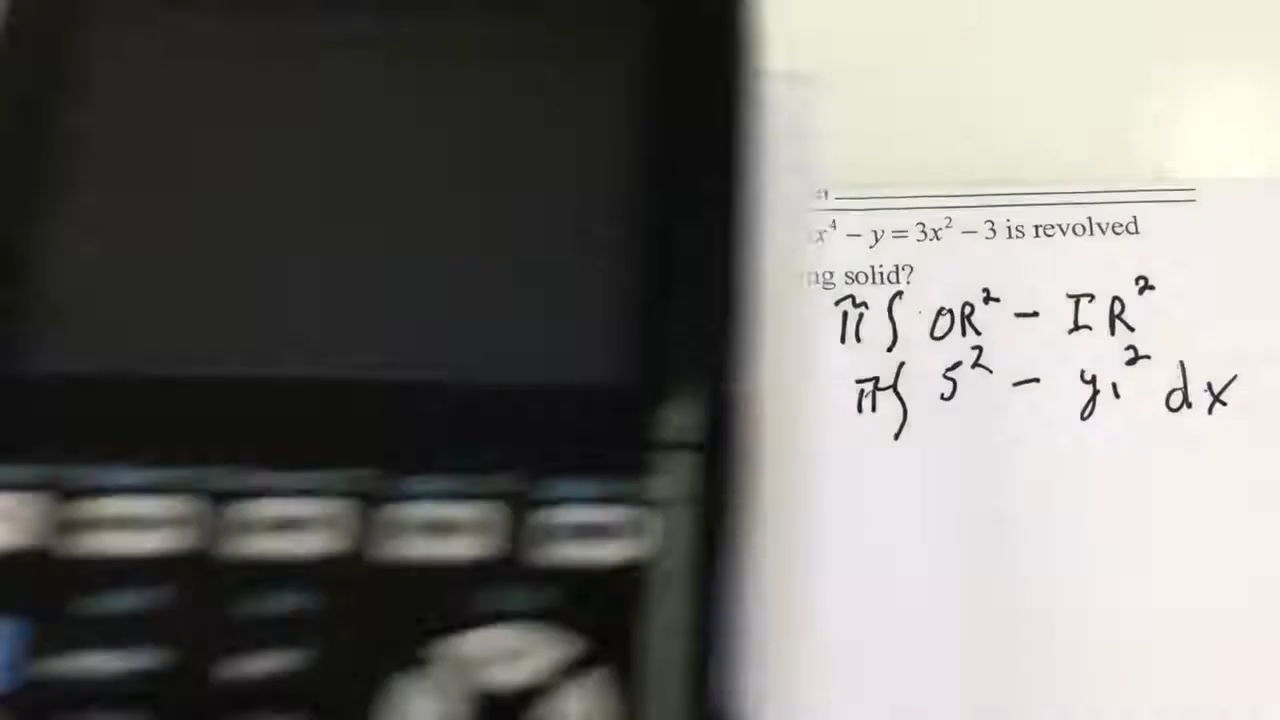 x⁴ – y = 3x² – 3 is revolved
ng solid?
π ∫ OR² – IR²
π∫ 5² – y₁² dx